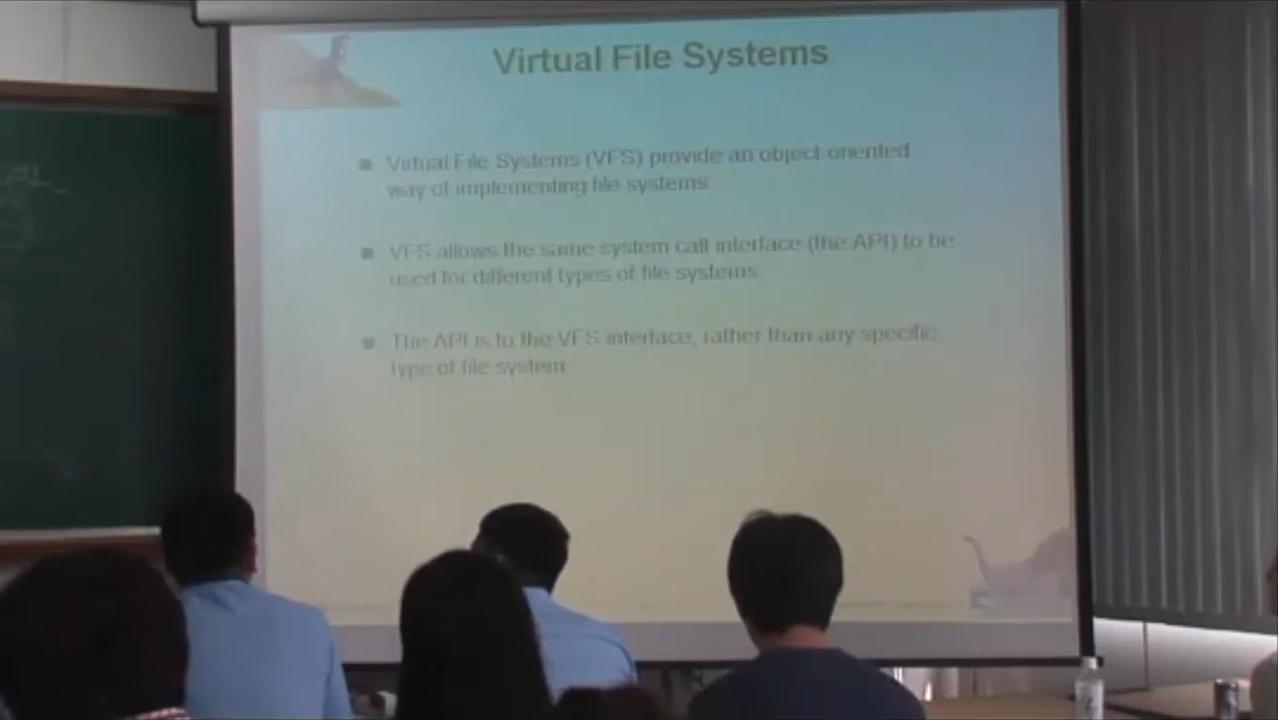 Virtual File Systems
Virtual File Systems (VFS) provide an object oriented
way of implementing file systems.
VFS allows the same system call interface (the API) to be
used for different types of file systems.
The API is to the VFS interface, rather than any specific
type of file system.